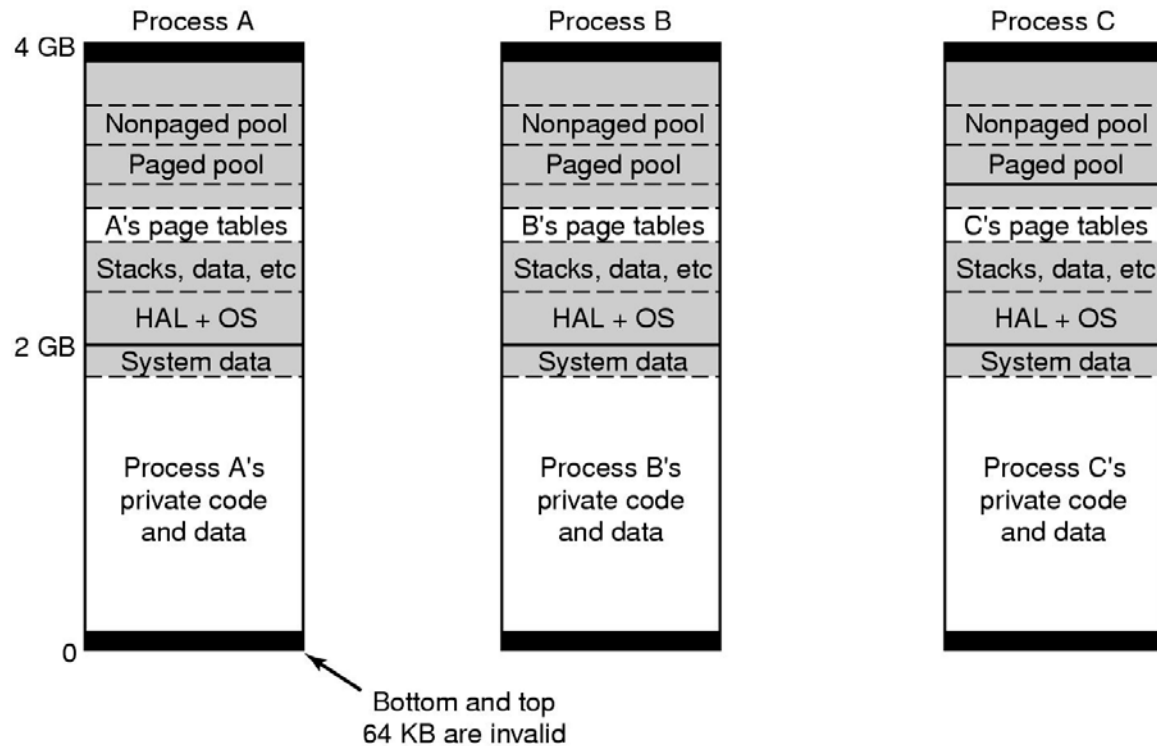 Process A
Process B
Process C
4 GB
Nonpaged pool
Nonpaged pool
Nonpaged pool
Paged pool
Paged pool
Paged pool
A's page tables
B's page tables
C's page tables
Stacks, data, etc
Stacks, data, etc
Stacks, data, etc
HAL + OS
HAL + OS
HAL + OS
2 GB
System data
System data
System data
Process A's
private code
and data
Process B's
private code
and data
Process C's
private code
and data
0
Bottom and top
64 KB are invalid